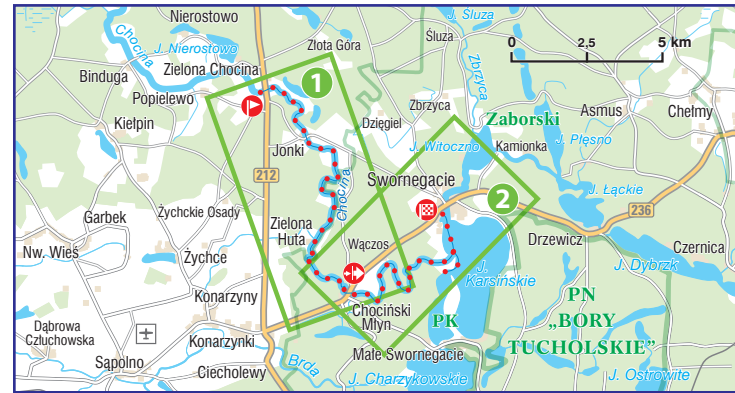 Nierostowo
J. Śluza
Chocina
J. Nierostowo
Złota Góra
Śluza
0 2,5 5 km
Zielona Chocina
Zbrzyca
Binduga
Popielewo
1
Zbrzyca
Asmus
Chełmy
Kiełpin
Dzięgiel
Zaborski
J. Płęsno
Jonki
J. Witoczno
Kamionka
212
Chocina
Swornegacie
J. Łąckie
2
236
Garbek
Żychckie Osady
Zielona
Huta
Drzewicz
Czernica
Nw. Wieś
Wączos
Żychce
J. Dybrzk
J.
Karsińskie
Konarzyny
PN
Chociński
Młyn
PK
„BORY
Dąbrowa
Człuchowska
Konarzynki
TUCHOLSKIE”
Małe Swornegacie
Sąpolno
Brda
Ciecholewy
J. Charzykowskie
J. Ostrowite